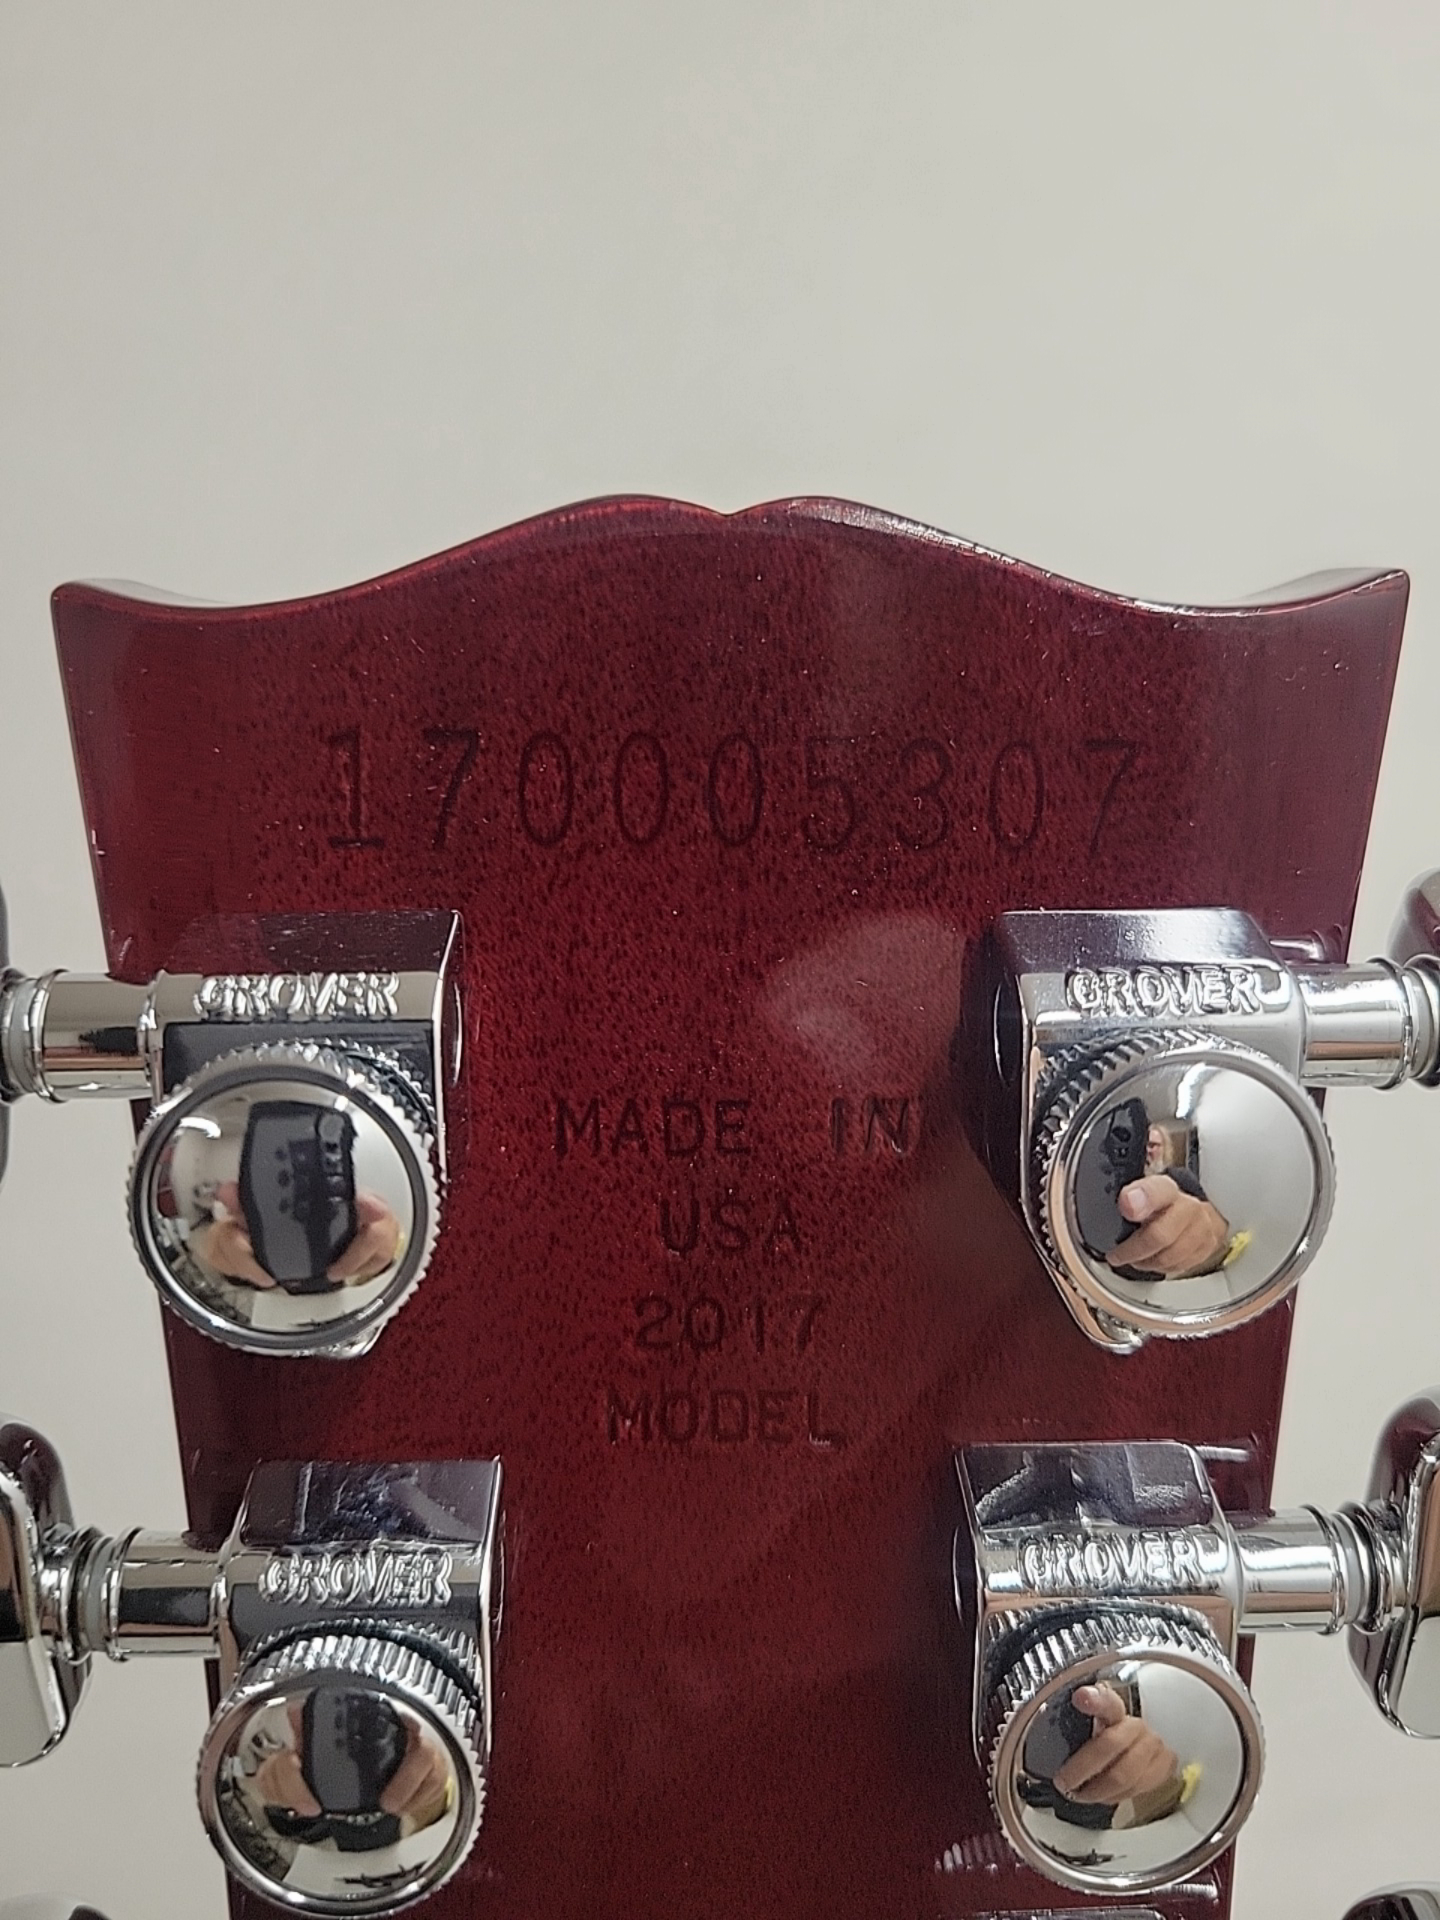 170005307
GROVER GROVER
MADE IN
USA
2017
MODEL
GROVER GROVER